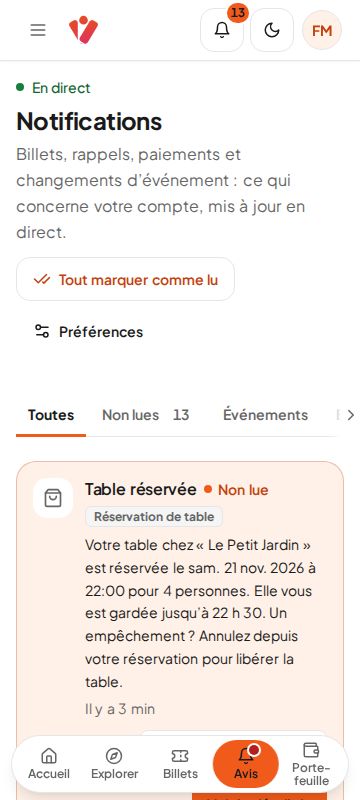 13
FM
En direct
Notifications
Billets, rappels, paiements et
changements d’événement : ce qui
concerne votre compte, mis à jour en
direct.
Tout marquer comme lu
Préférences
Toutes Non lues 13 Événements
Table réservée Non lue
Réservation de table
Votre table chez « Le Petit Jardin »
est réservée le sam. 21 nov. 2026 à
22:00 pour 4 personnes. Elle vous
est gardée jusqu’à 22 h 30. Un
empêchement ? Annulez depuis
votre réservation pour libérer la
table.
Il y a 3 min
Accueil Explorer Billets Avis Porte-
feuille